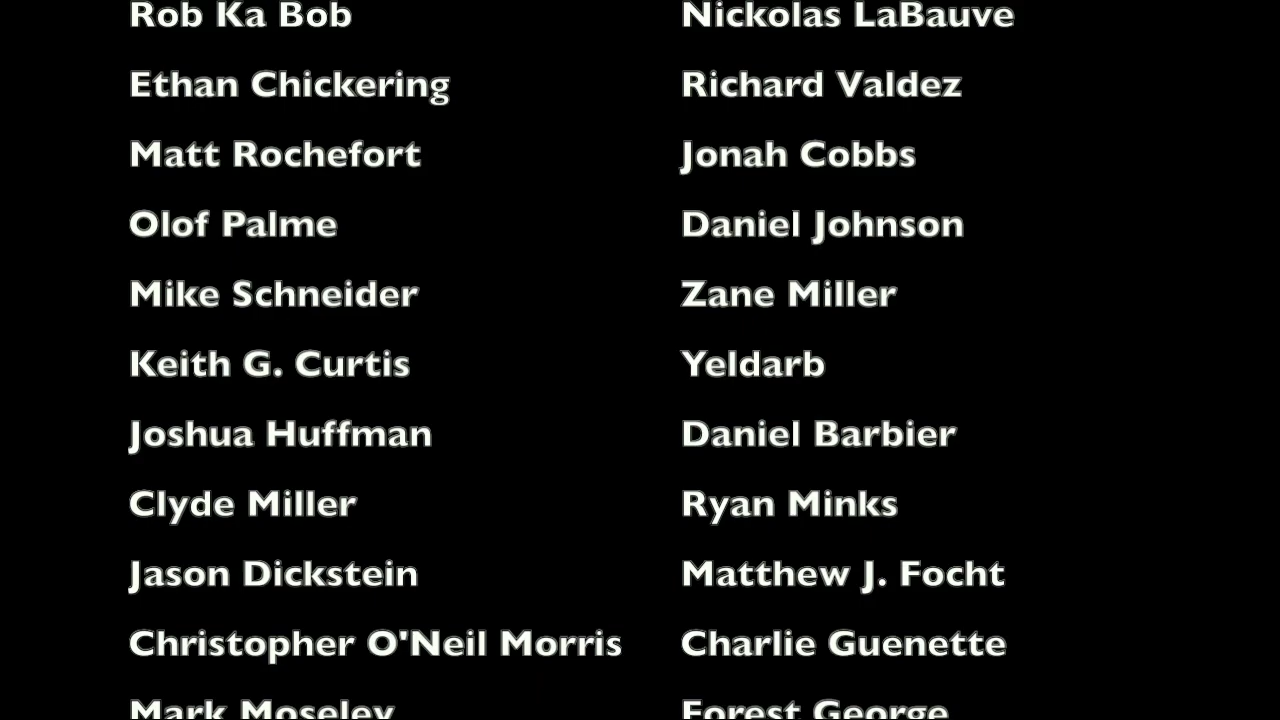 Rob Ka Bob
Nickolas LaBauve
Ethan Chickering
Richard Valdez
Matt Rochefort
Jonah Cobbs
Olof Palme
Daniel Johnson
Mike Schneider
Zane Miller
Keith G. Curtis
Yeldarb
Joshua Huffman
Daniel Barbier
Clyde Miller
Ryan Minks
Jason Dickstein
Matthew J. Focht
Christopher O'Neil Morris
Charlie Guenette
Mark Moseley
Forest George